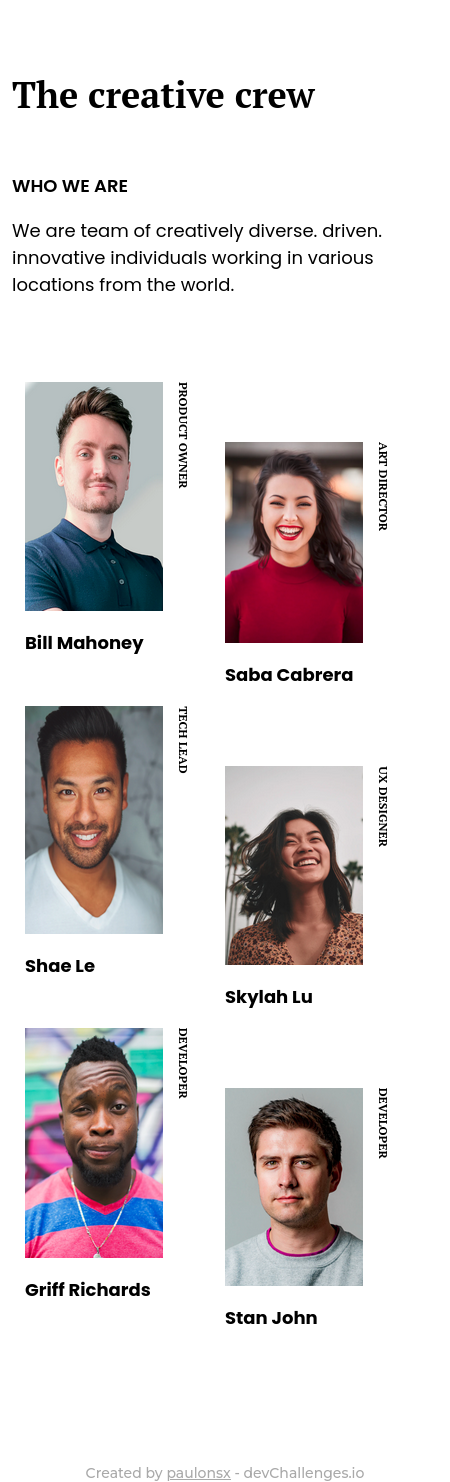 The creative crew
WHO WE ARE
We are team of creatively diverse. driven.
innovative individuals working in various
locations from the world.
PRODUCT OWNER
Bill Mahoney
ART DIRECTOR
Saba Cabrera
TECH LEAD
Shae Le
UX DESIGNER
Skylah Lu
DEVELOPER
Griff Richards
DEVELOPER
Stan John
Created by paulonsx - devChallenges.io